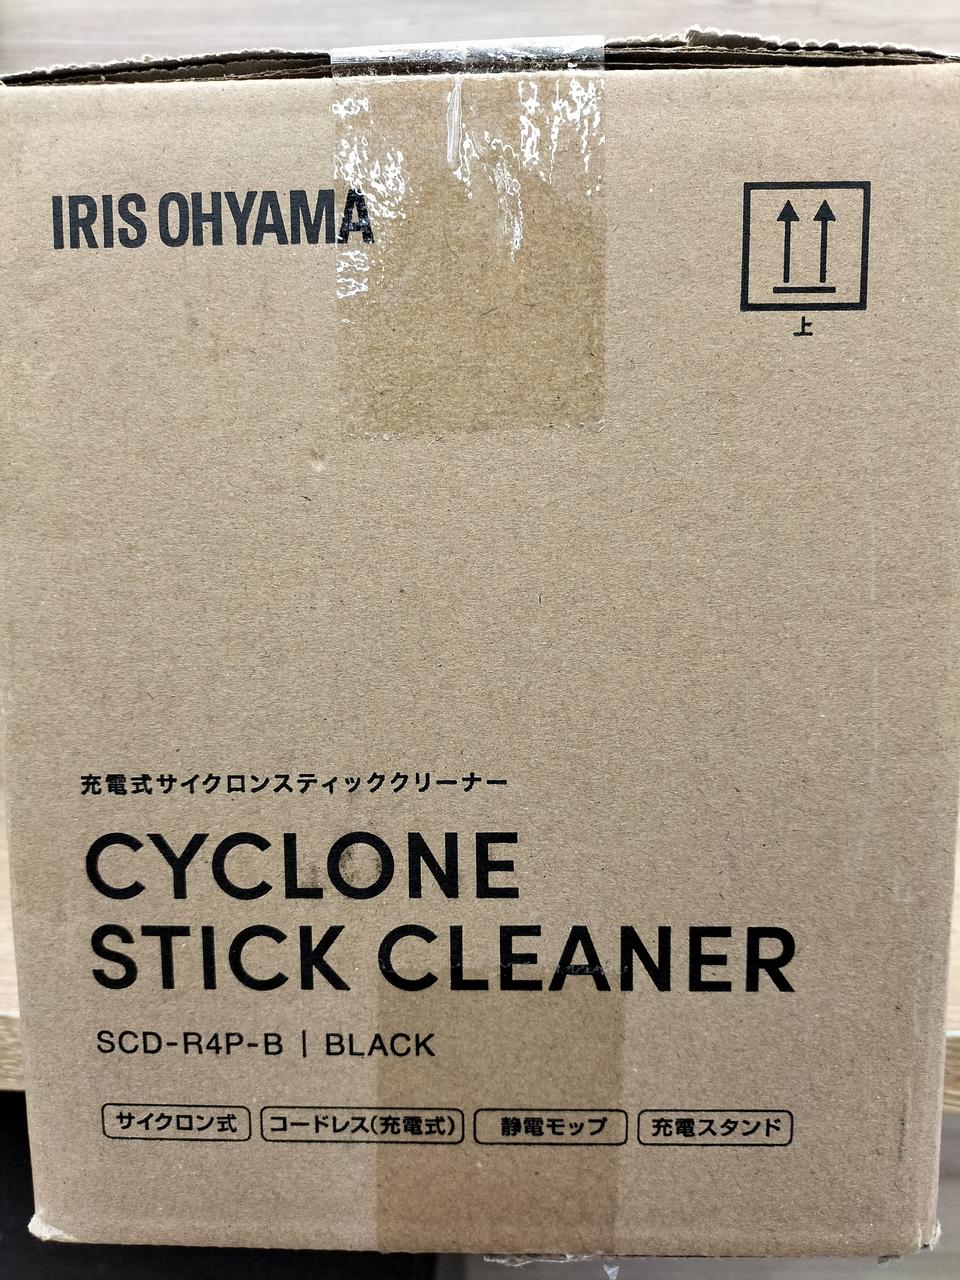 IRIS OHYAMA
上
充電式サイクロンスティッククリーナー
CYCLONE
STICK CLEANER
SCD-R4P-B | BLACK
サイクロン式 コードレス(充電式) 静電モップ 充電スタンド